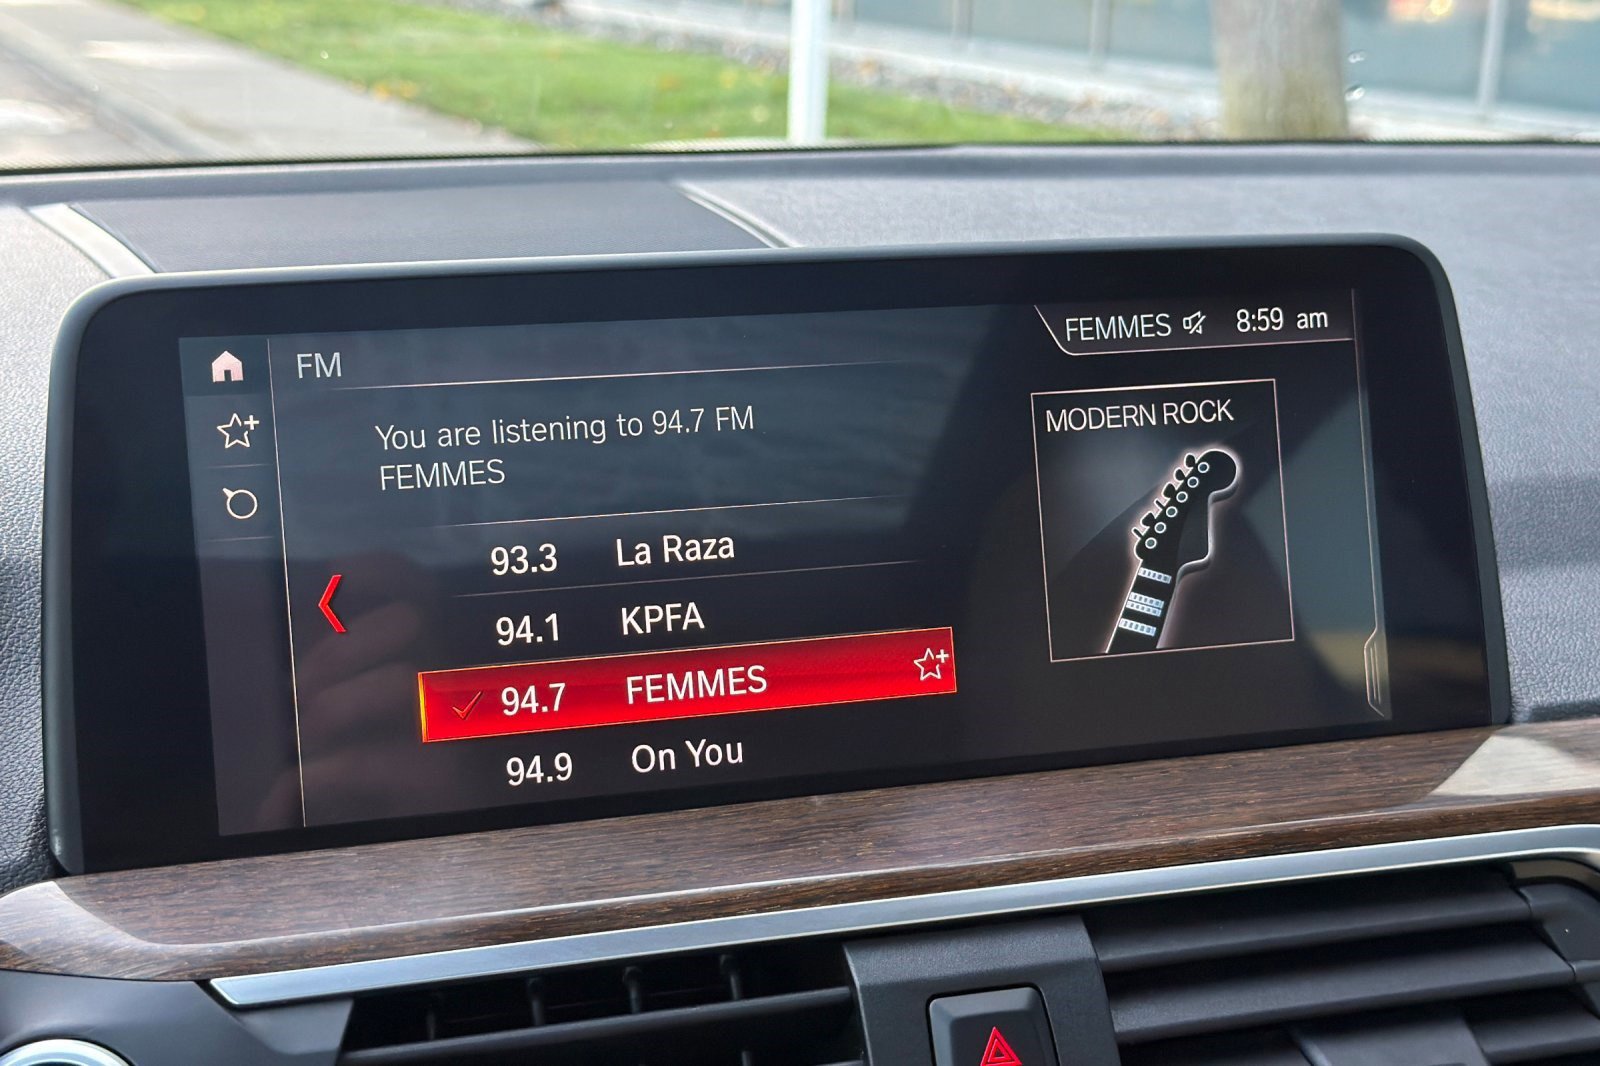 FEMMES 8:59 am
FM
You are listening to 94.7 FM
FEMMES
MODERN ROCK
93.3 La Raza
94.1 KPFA
94.7 FEMMES
94.9 On You